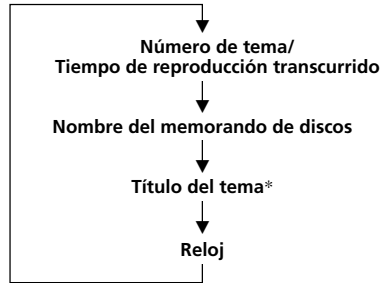 Número de tema/
Tiempo de reproducción transcurrido
Nombre del memorando de discos
Título del tema*
Reloj